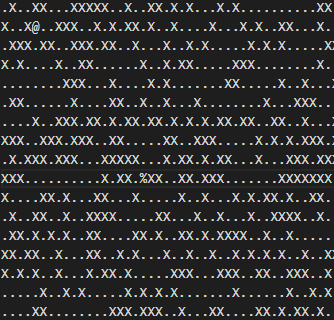 .X..XX...XXXXX..X..XX.X.X...X..X..........XX
X..X@..XXX..X.X.XX.X..X....X...X..X..XX...X.
.XXX.XX..XXX.XX..X...X....X...X.X.X.X.....X.
X.X....X...XX......X..X.XX....XXX........X..
........XXX...X....X.X.......XX.....X..X...X
.XX......X....XX..X..X...X........X...XXX...
....X..XXX.XX.X.XX.XX.X.X.X.XX.XX..XX..X...X
XXX..XXX.XXX...XX......XX..XXX.....X.X.X.XXX
.X.XXX.XXX...XXXXX...X.XX.X.XX...X...XXX.XX.
XXX..........X.XX.%XX..XX.XXX.......XXXXXXX
X....XX.X...XX...X.....X..X...X.X.XX.X..XX.
.X..XX..X..XXXX.....XX...X..X...X..XXXX..X.
.XX.X.X.XX....XX...X..XX.X.XXXX..X..X......
XX.XX..X...XX.X.X....X.X..X..X.X.X.X.X.X.XX
X.X.X...X...X.XX.X.....XXX...XXX..XX..XXX..X
.....X..X.X.....X.X.X.X.......X......X..X.X
....XX........XXX.XXX.X...XX....XX.X.XX.X..